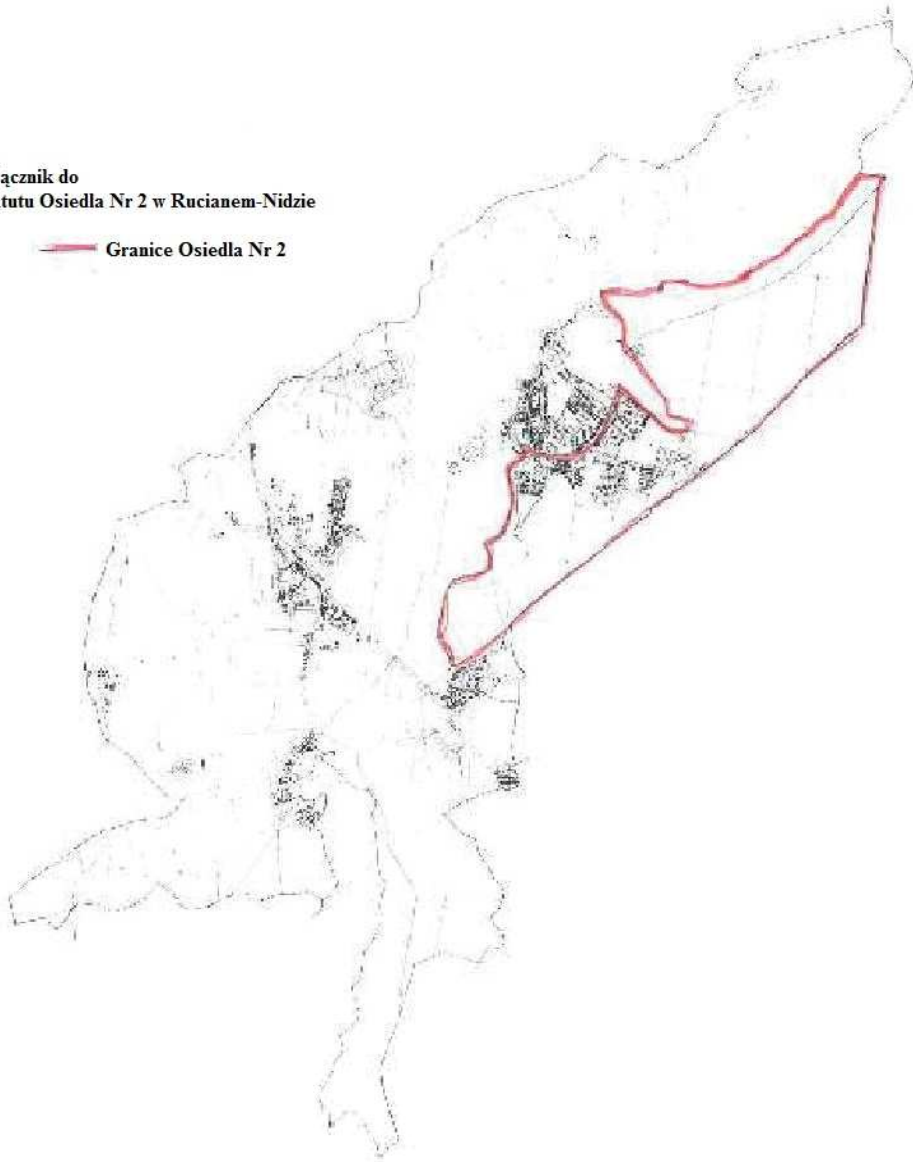 ącznik do
tutu Osiedla Nr 2 w Rucianem-Nidzie
Granice Osiedla Nr 2